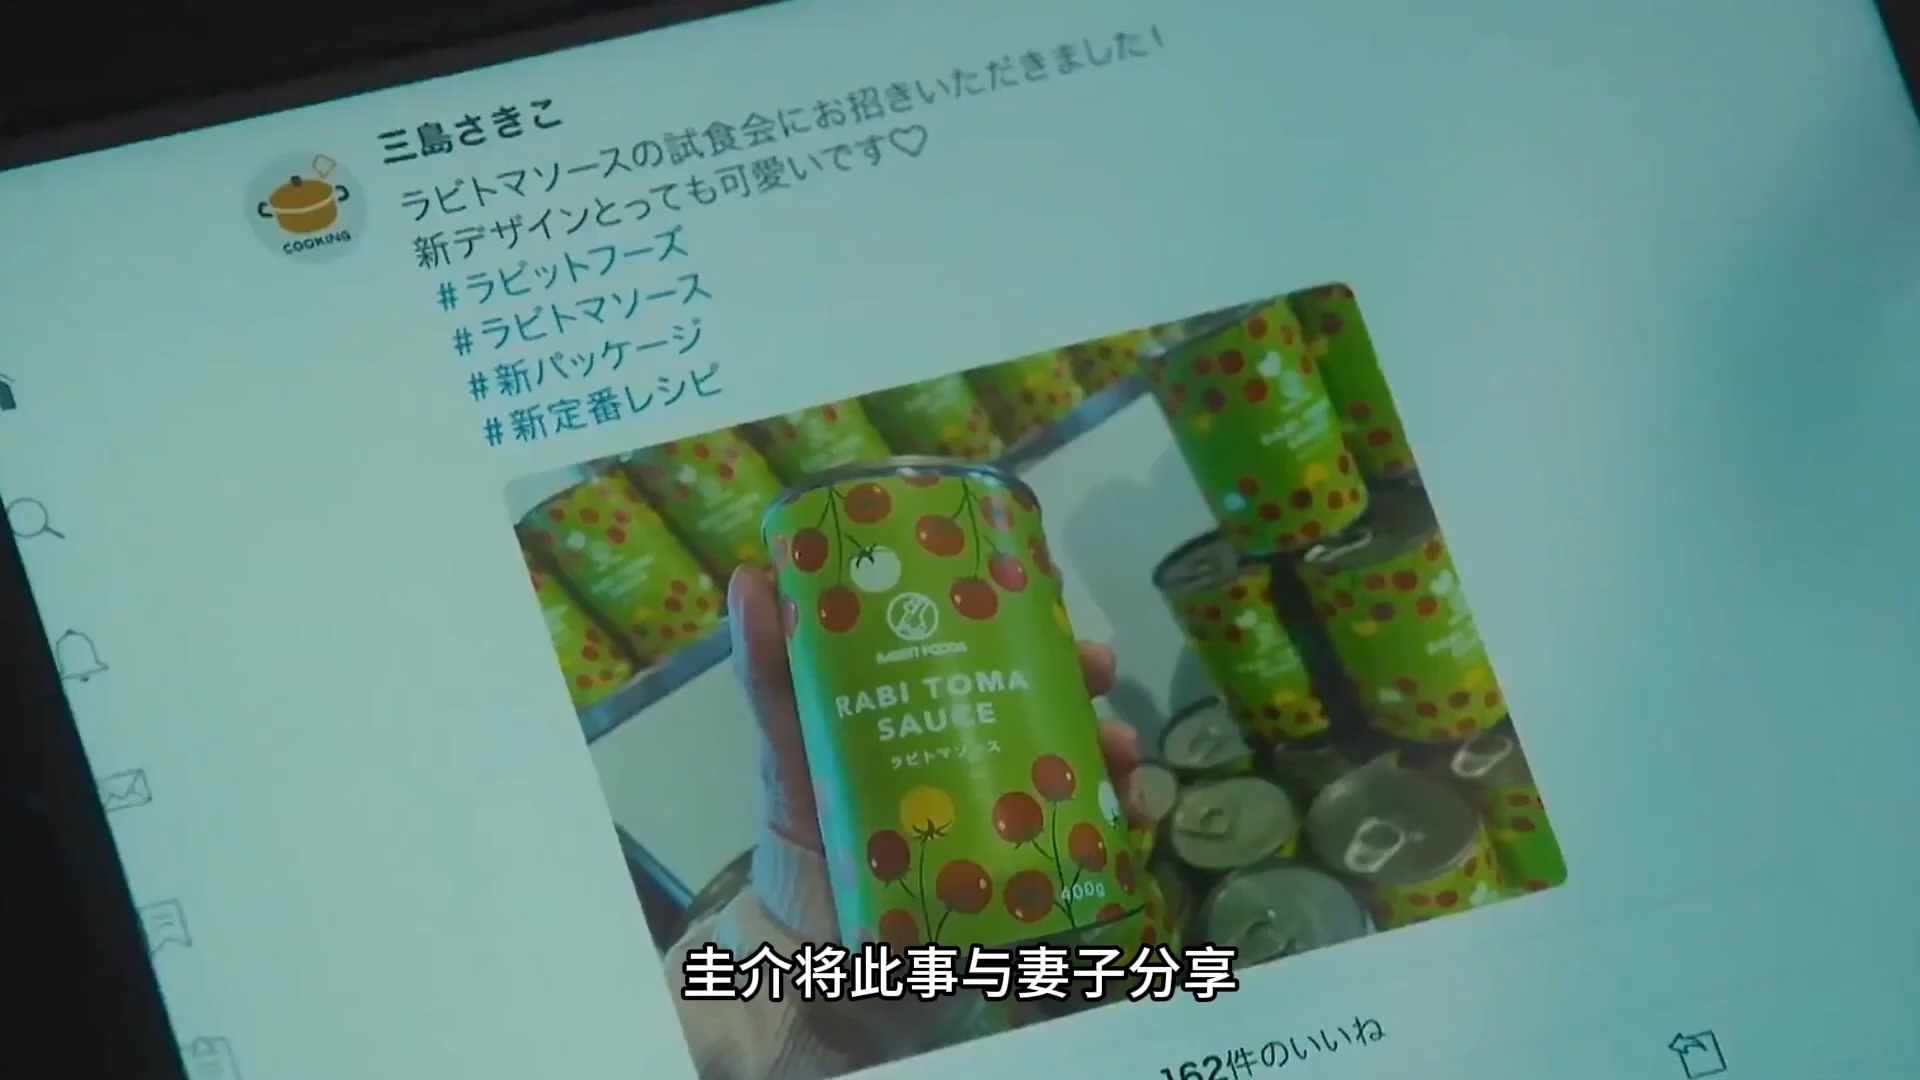 三島さきこ
ラビトマソースの試食会にお招きいただきました!
新デザインとっても可愛いです♡
#ラビットフーズ
#ラビトマソース
#新パッケージ
#新定番レシピ
COOKING
RABBIT FOODS
RABI TOMA
SAUCE
ラビトマソース
400g
圭介将此事与妻子分享
162件のいいね